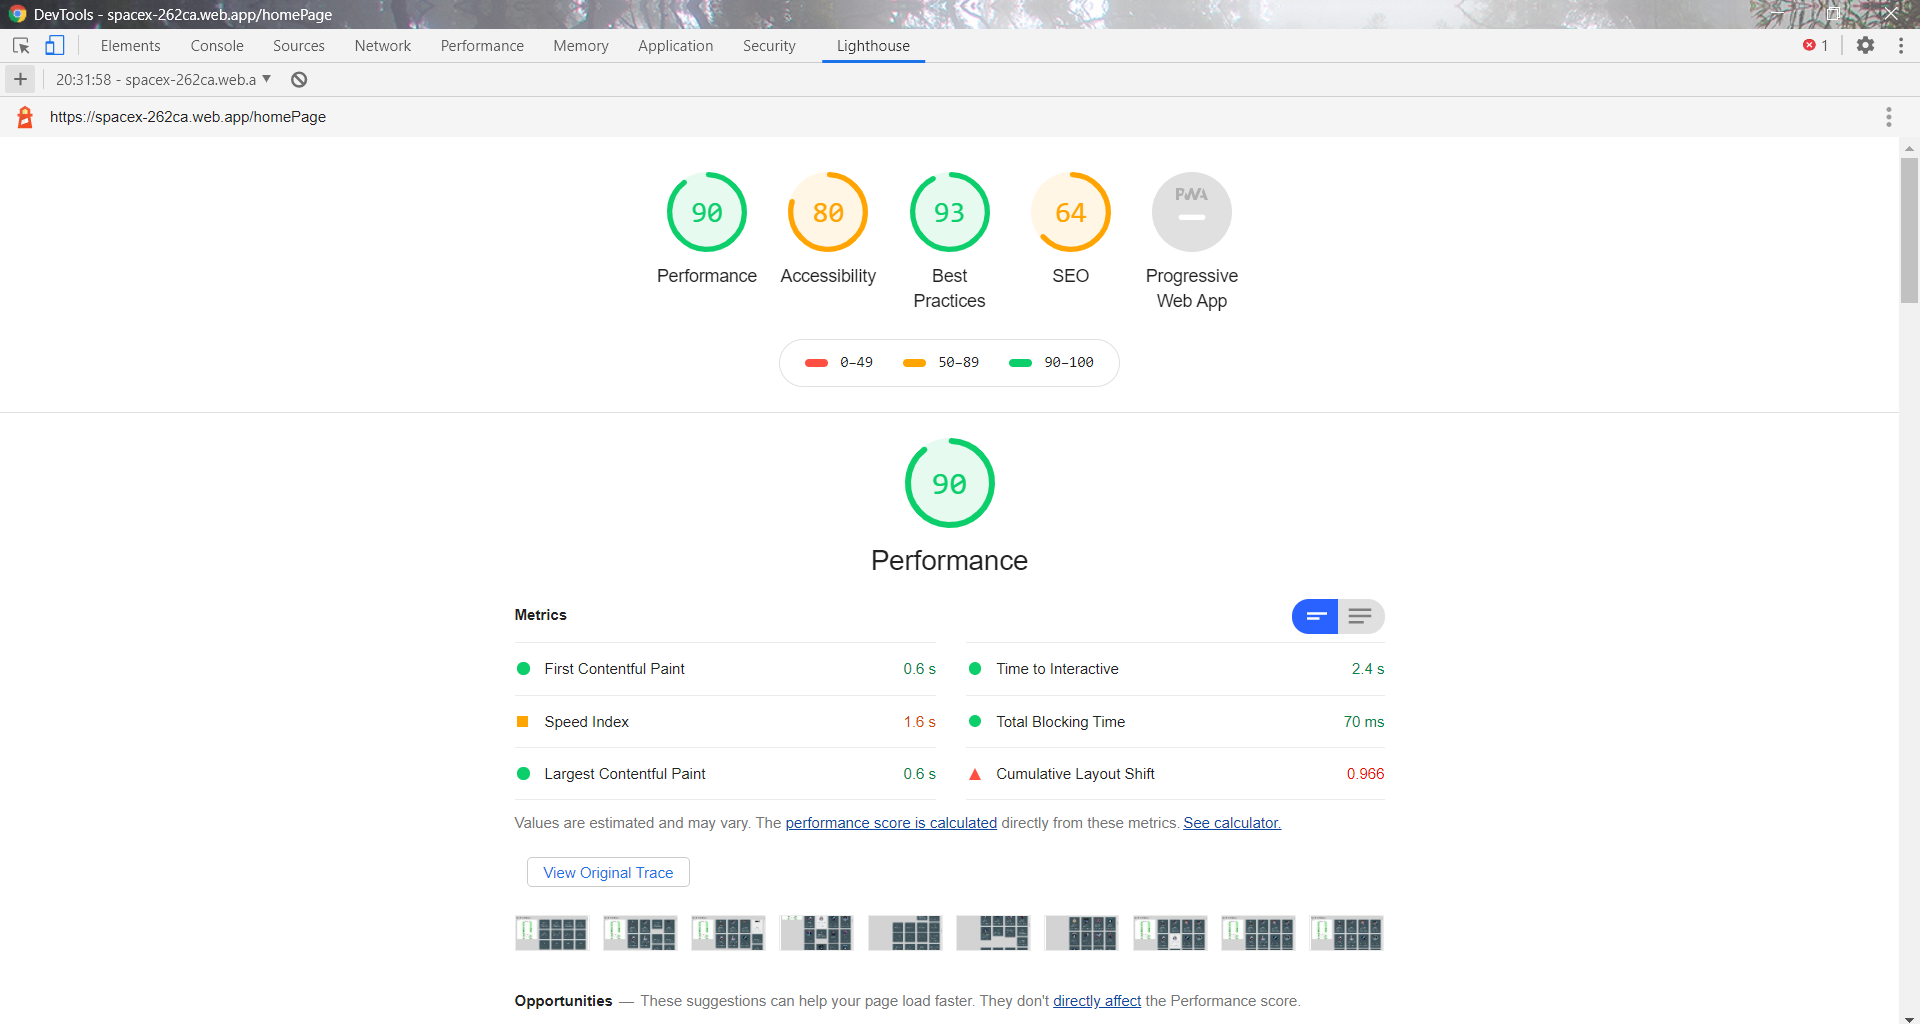 DevTools - spacex-262ca.web.app/homePage
Elements Console Sources Network Performance Memory Application Security Lighthouse 1
20:31:58 - spacex-262ca.web.a
https://spacex-262ca.web.app/homePage
90 80 93 64 PWA
Performance Accessibility Best Practices SEO Progressive Web App
0–49 50–89 90–100
90
Performance
Metrics
First Contentful Paint 0.6 s Time to Interactive 2.4 s
Speed Index 1.6 s Total Blocking Time 70 ms
Largest Contentful Paint 0.6 s Cumulative Layout Shift 0.966
Values are estimated and may vary. The performance score is calculated directly from these metrics. See calculator.
View Original Trace
Opportunities — These suggestions can help your page load faster. They don't directly affect the Performance score.